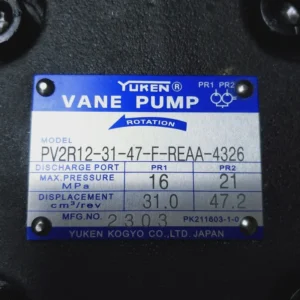 YUKEN® PR1 PR2
VANE PUMP
ROTATION
MODEL
PV2R12-31-47-F-REAA-4326
DISCHARGE PORT PR1 PR2
MAX.PRESSURE MPa 16 21
DISPLACEMENT cm³/rev 31.0 47.2
MFG.NO. 2303 PK211603-1-0
YUKEN KOGYO CO.,LTD. JAPAN